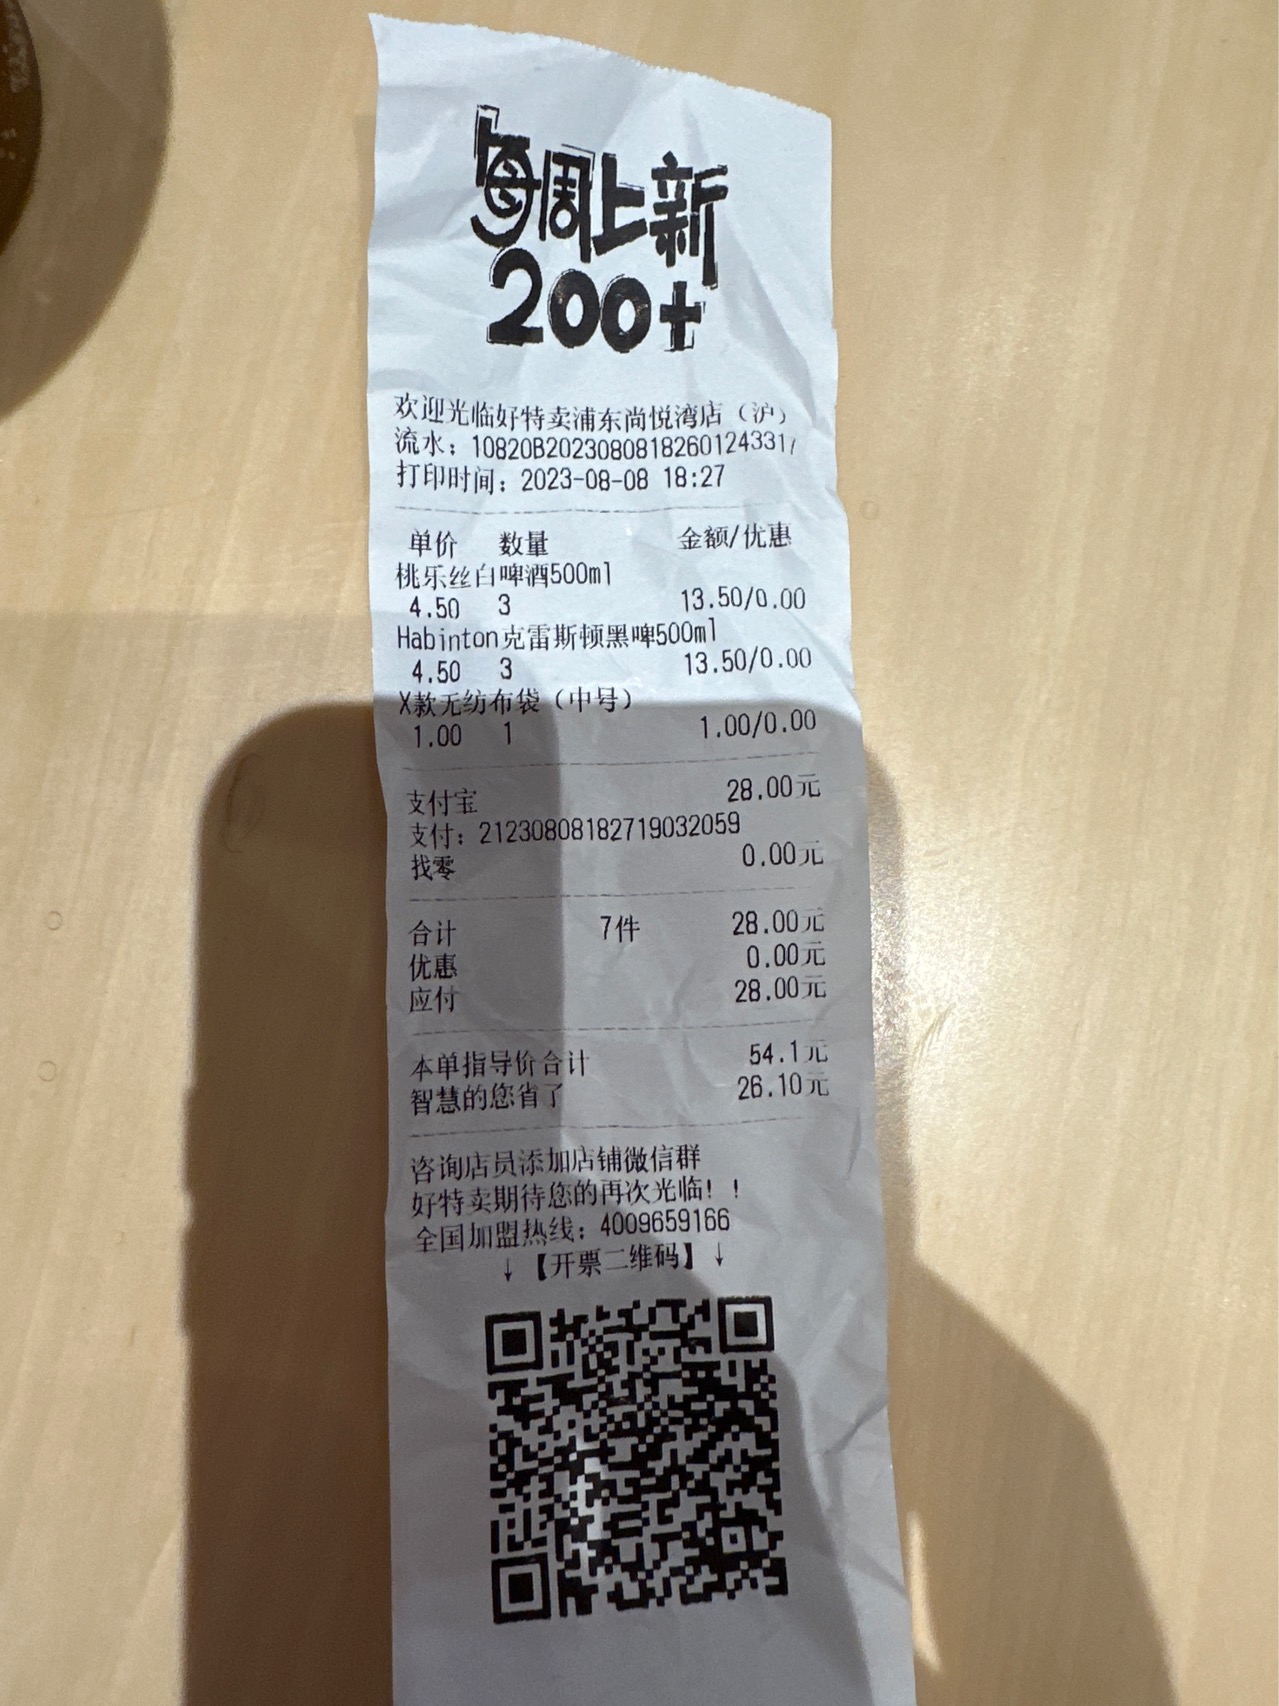 每周上新
200+
欢迎光临好特卖浦东尚悦湾店（沪）
流水：10820B20230808182601243317
打印时间：2023-08-08 18:27
单价 数量 金额/优惠
桃乐丝白啤酒500ml
4.50 3 13.50/0.00
Habinton克雷斯顿黑啤500ml
4.50 3 13.50/0.00
X款无纺布袋（中号）
1.00 1 1.00/0.00
支付宝 28.00元
支付：21230808182719032059
找零 0.00元
合计 7件 28.00元
优惠 0.00元
应付 28.00元
本单指导价合计 54.1元
智慧的您省了 26.10元
咨询店员添加店铺微信群
好特卖期待您的再次光临！！
全国加盟热线：4009659166
↓【开票二维码】↓